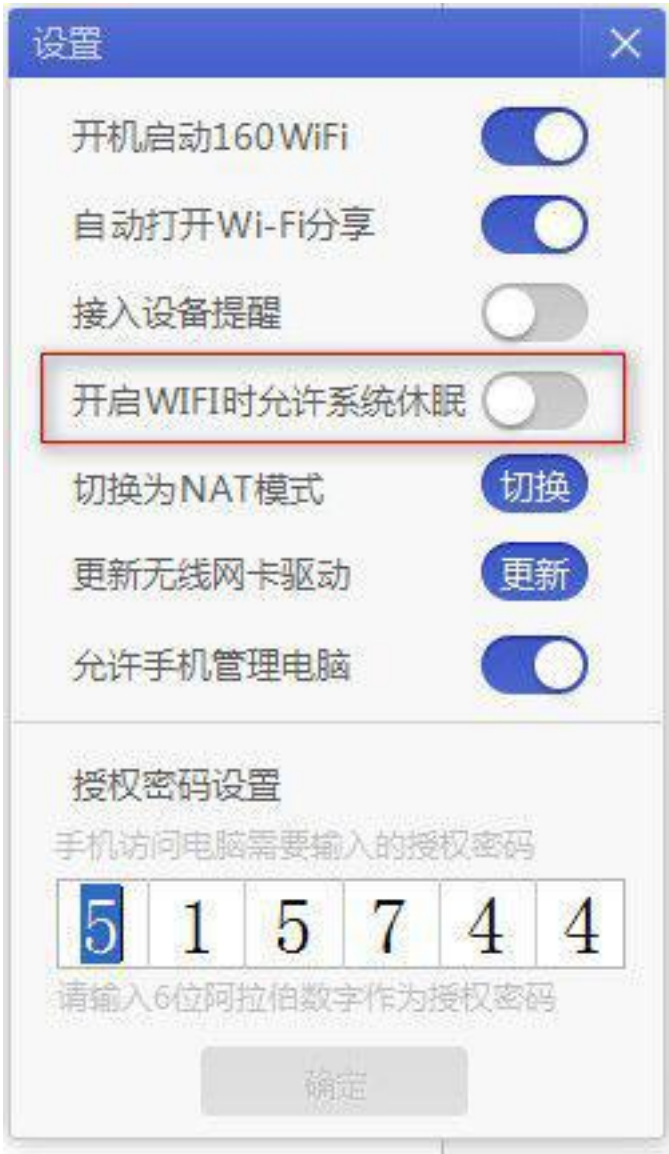 设置
开机启动160WiFi
自动打开Wi-Fi分享
接入设备提醒
开启WIFI时允许系统休眠
切换为NAT模式 切换
更新无线网卡驱动 更新
允许手机管理电脑
授权密码设置
手机访问电脑需要输入的授权密码
5 1 5 7 4 4
请输入6位阿拉伯数字作为授权密码
确定